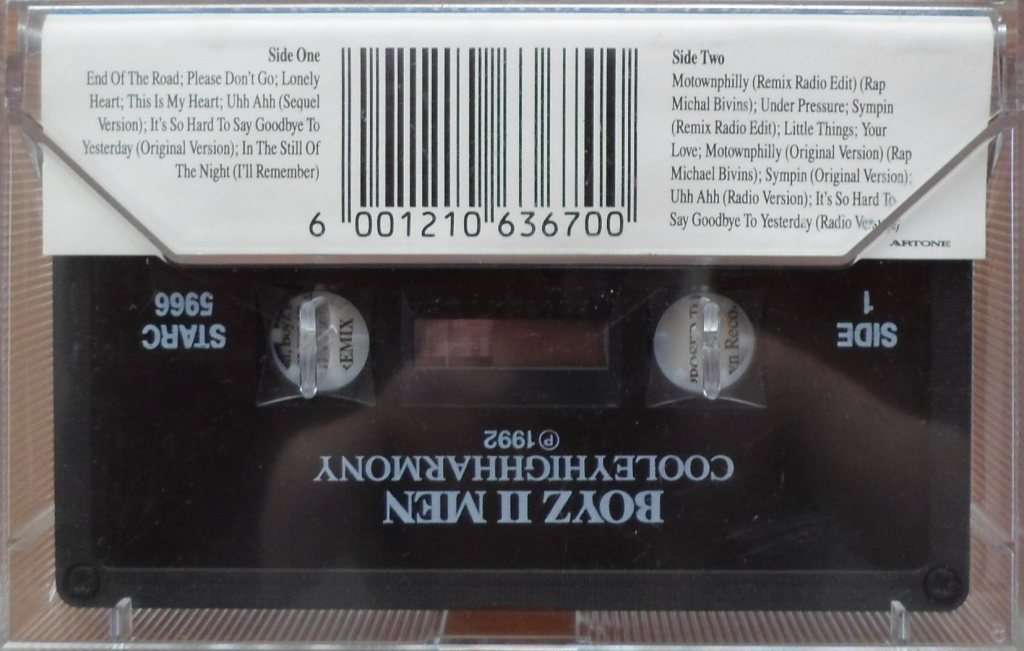 Side One
End Of The Road; Please Don't Go; Lonely
Heart; This Is My Heart; Uhh Ahh (Sequel
Version); It's So Hard To Say Goodbye To
Yesterday (Original Version); In The Still Of
The Night (I'll Remember)
6 001210 636700
Side Two
Motownphilly (Remix Radio Edit) (Rap
Michal Bivins); Under Pressure; Sympin
(Remix Radio Edit); Little Things; Your
Love; Motownphilly (Original Version) (Rap
Michael Bivins); Sympin (Original Version);
Uhh Ahh (Radio Version); It's So Hard To
Say Goodbye To Yesterday (Radio
ARTONE
STARC
5966
REMIX
SIDE
1
BOYZ II MEN
COOLEYHIGHHARMONY
℗ 1992